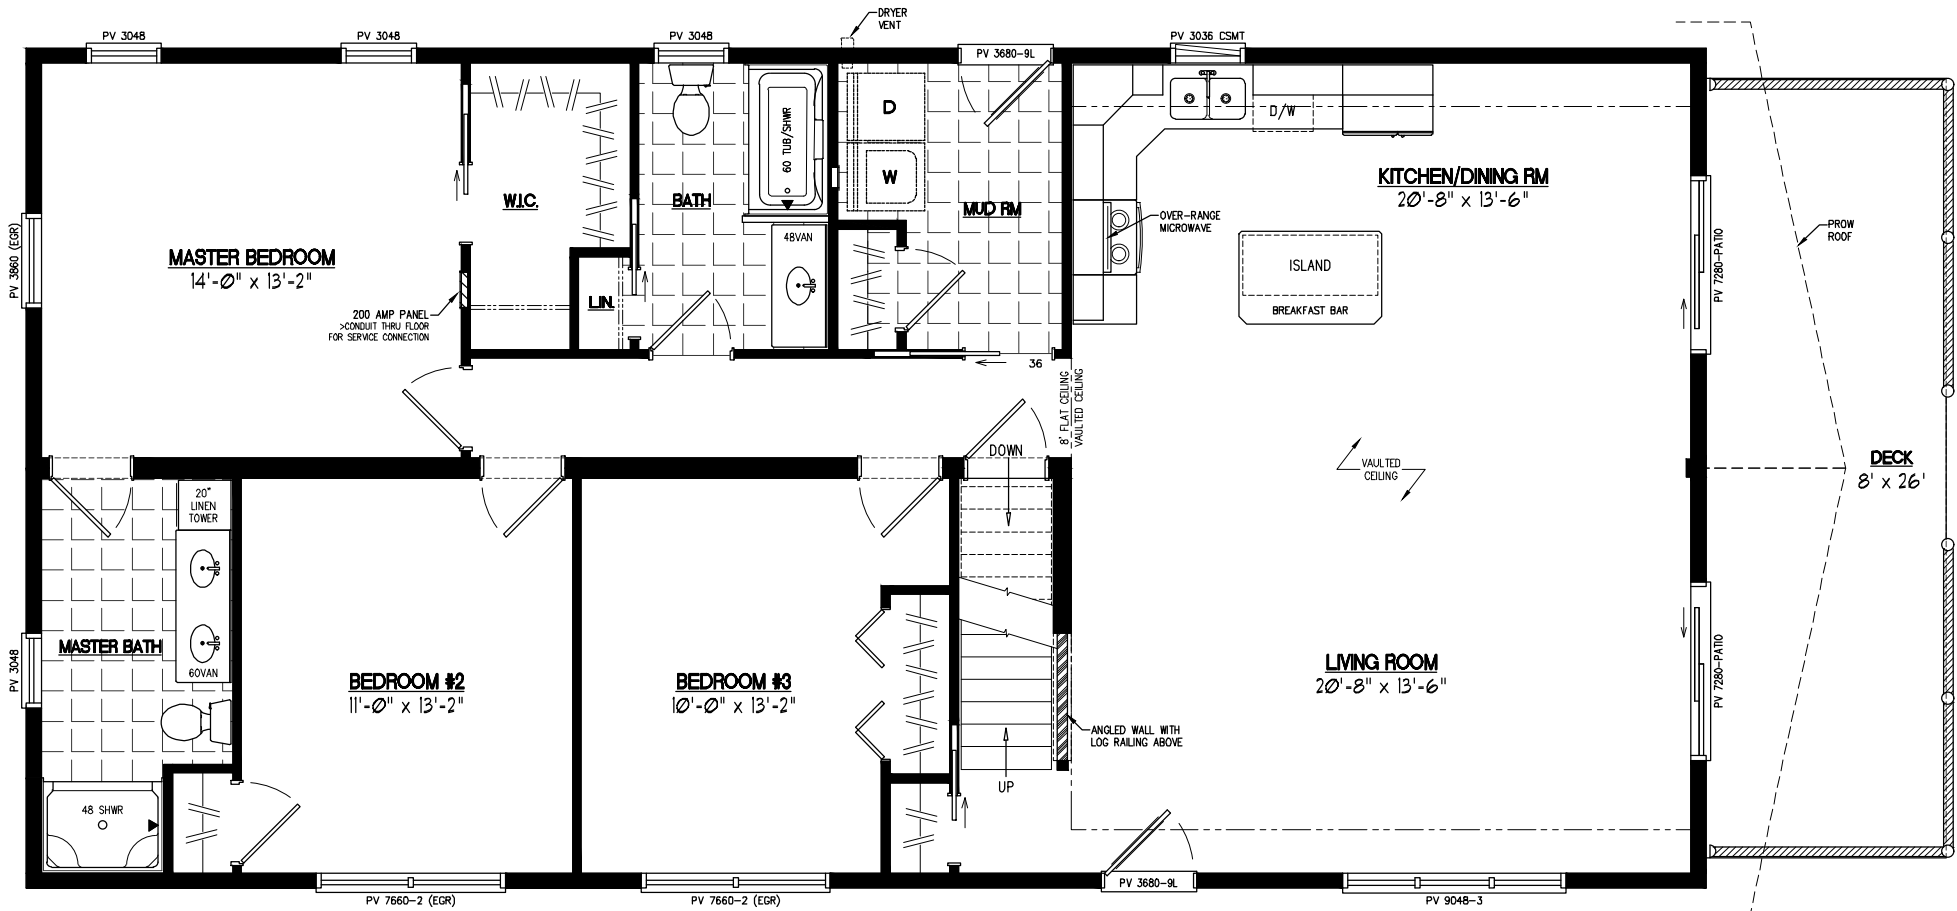 DRYER
VENT
PV 3048
PV 3048
PV 3048
PV 3680-9L
PV 3036 CSMT
60 TUB/SHWR
D
D/W
W
KITCHEN/DINING RM
20'-8" x 13'-6"
W.I.C.
BATH
MUD RM
OVER-RANGE
MICROWAVE
PROW
ROOF
48VAN
PV 3860 (EGR)
MASTER BEDROOM
14'-0" x 13'-2"
ISLAND
BREAKFAST BAR
PV 7280-PATIO
LIN.
200 AMP PANEL
>CONDUIT THRU FLOOR
FOR SERVICE CONNECTION
36
8' FLAT CEILING
VAULTED CEILING
DOWN
VAULTED
CEILING
DECK
8' x 26'
20"
LINEN
TOWER
MASTER BATH
60VAN
PV 3048
BEDROOM #2
11'-0" x 13'-2"
BEDROOM #3
10'-0" x 13'-2"
LIVING ROOM
20'-8" x 13'-6"
PV 7280-PATIO
ANGLED WALL WITH
LOG RAILING ABOVE
UP
48 SHWR
PV 7660-2 (EGR)
PV 7660-2 (EGR)
PV 3680-9L
PV 9048-3